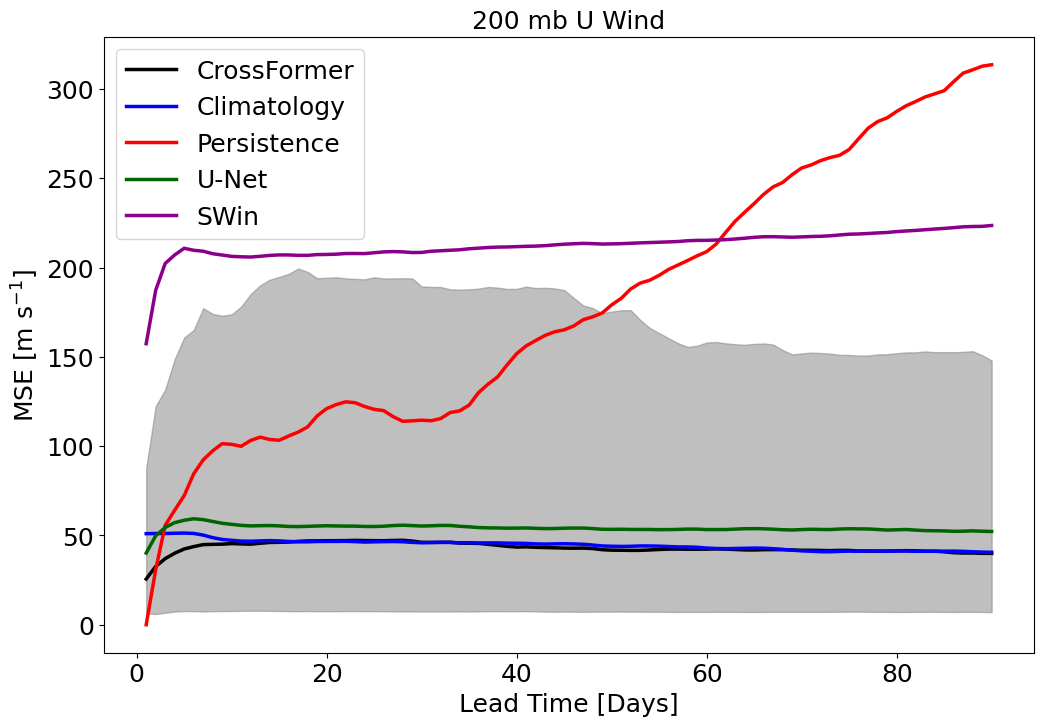 200 mb U Wind
CrossFormer
Climatology
Persistence
U-Net
SWin
300
250
200
150
100
50
0
MSE [m s⁻¹]
0 20 40 60 80
Lead Time [Days]